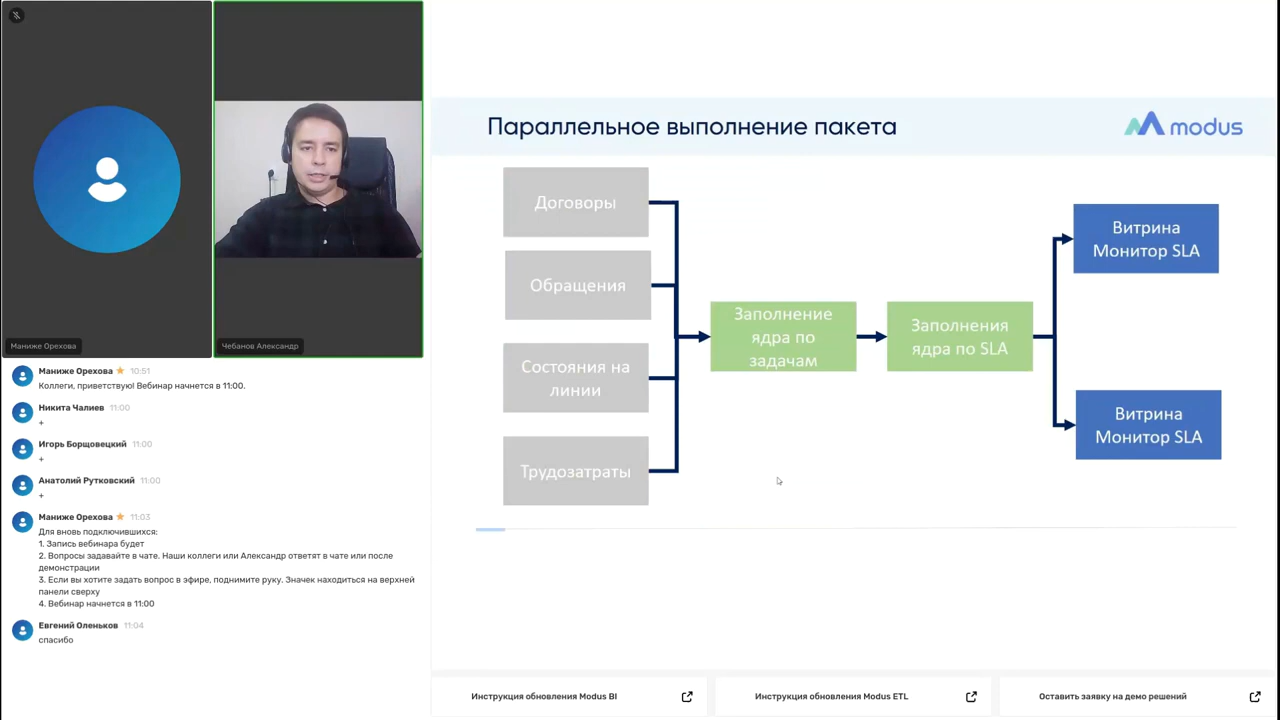 Маниже Орехова
Чебанов Александр
Маниже Орехова 10:51
Коллеги, приветствую! Вебинар начнется в 11:00.
Никита Чалиев 11:00
+
Игорь Борщовецкий 11:00
+
Анатолий Рутковский 11:00
+
Маниже Орехова 11:03
Для вновь подключившихся:
1. Запись вебинара будет
2. Вопросы задавайте в чате. Наши коллеги или Александр ответят в чате или после
демонстрации
3. Если вы хотите задать вопрос в эфире, поднимите руку. Значек находиться на верхней
панели сверху
4. Вебинар начнется в 11:00
Евгений Оленьков 11:04
спасибо
Параллельное выполнение пакета
modus
Договоры
Обращения
Состояния на
линии
Трудозатраты
Заполнение
ядра по
задачам
Заполнения
ядра по SLA
Витрина
Монитор SLA
Витрина
Монитор SLA
Инструкция обновления Modus BI
Инструкция обновления Modus ETL
Оставить заявку на демо решений